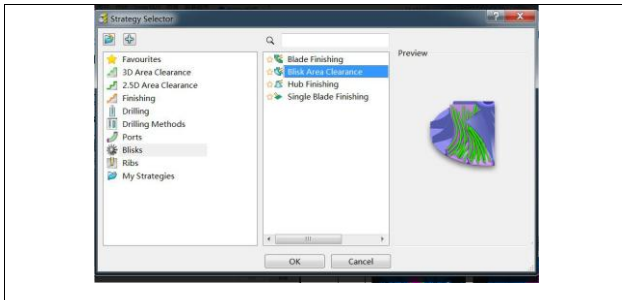 Strategy Selector
Favourites
3D Area Clearance
2.5D Area Clearance
Finishing
Drilling
Drilling Methods
Ports
Blisks
Ribs
My Strategies
Blade Finishing
Blisk Area Clearance
Hub Finishing
Single Blade Finishing
Preview
OK
Cancel